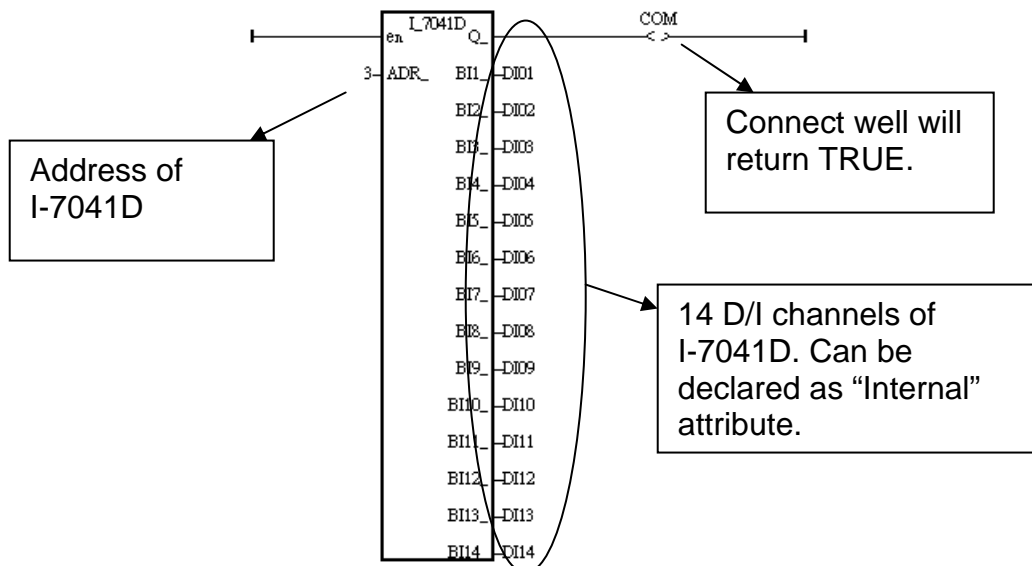 COM
I_7041D
en Q_
3 ADR_ BI1_ DI01
BI2_ DI02
BI3_ DI03
BI4_ DI04
BI5_ DI05
BI6_ DI06
BI7_ DI07
BI8_ DI08
BI9_ DI09
BI10_ DI10
BI11_ DI11
BI12_ DI12
BI13_ DI13
BI14_ DI14
Address of
I-7041D
Connect well will
return TRUE.
14 D/I channels of
I-7041D. Can be
declared as “Internal”
attribute.